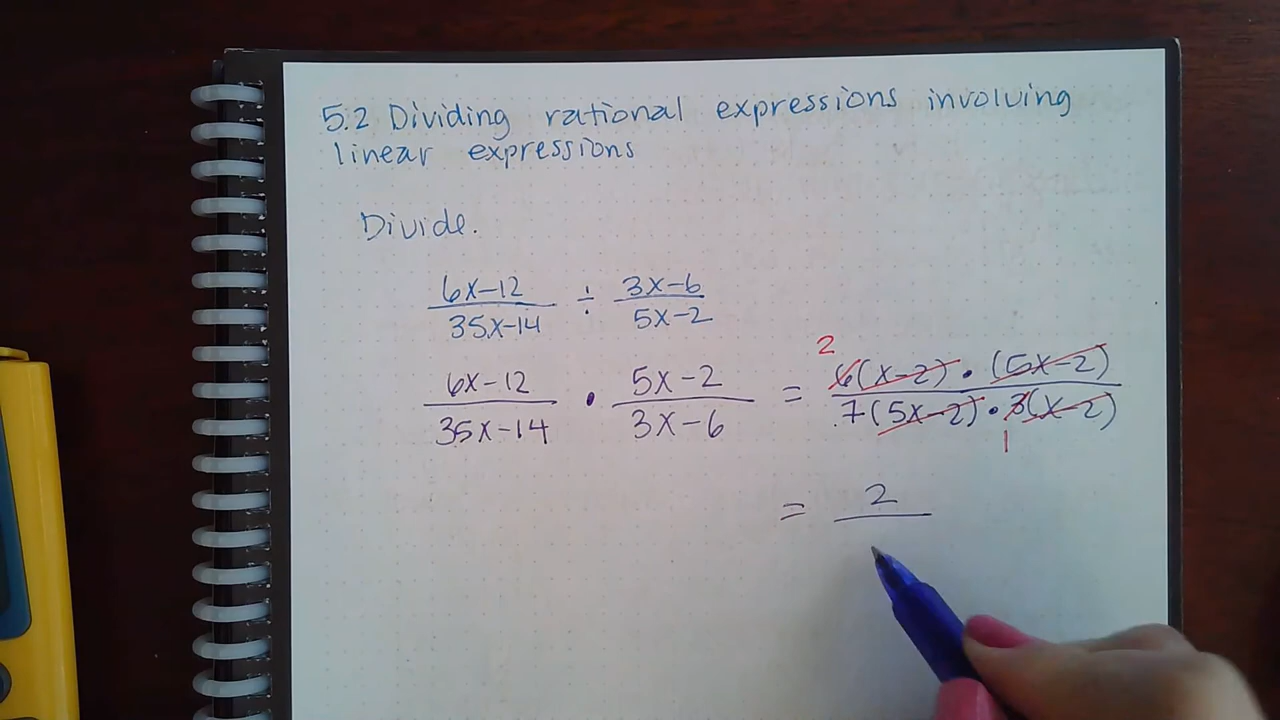 5.2 Dividing rational expressions involving
linear expressions
Divide.
6x-12 ÷ 3x-6
35x-14 5x-2
2
6x-12 • 5x-2 = 6(x-2) • (5x-2)
35x-14 3x-6 7(5x-2) • 3(x-2)
1
= 2